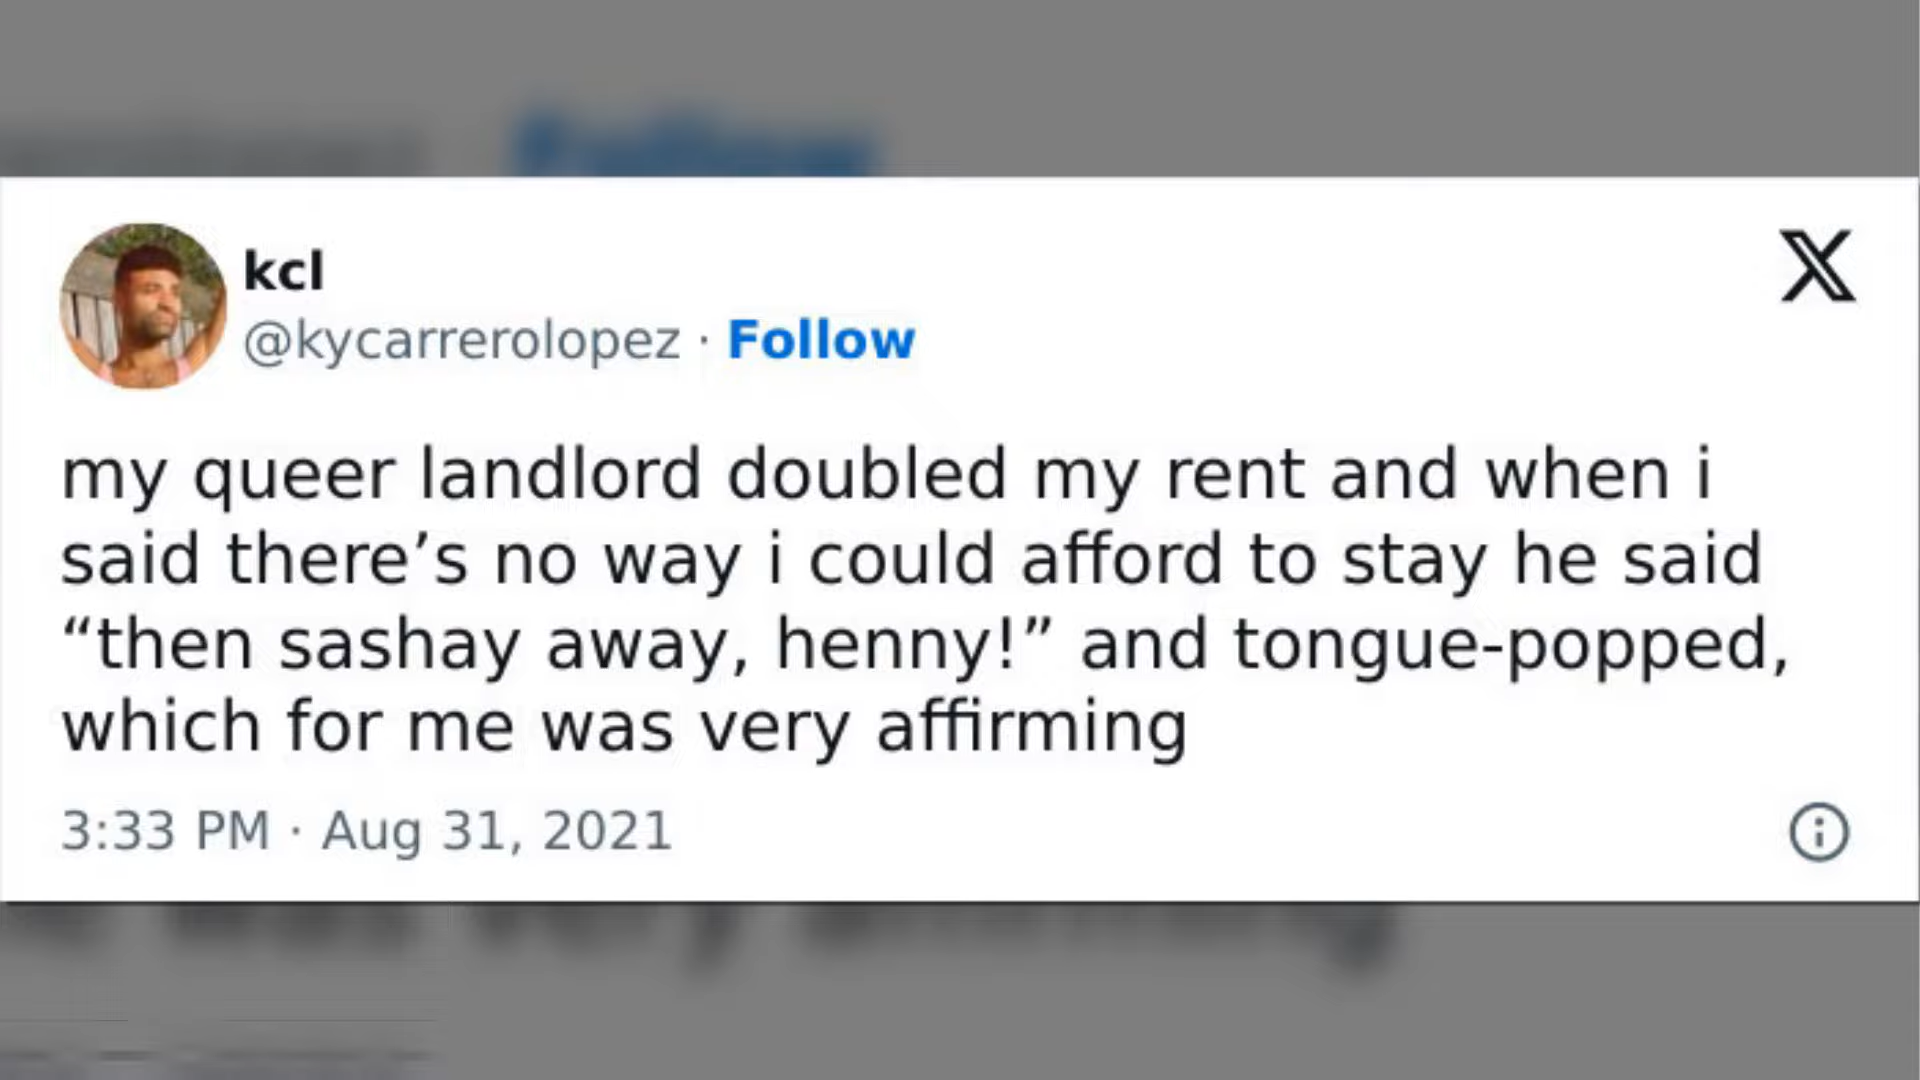 Follow
kcl
@kycarrerolopez · Follow
my queer landlord doubled my rent and when i
said there’s no way i could afford to stay he said
“then sashay away, henny!” and tongue-popped,
which for me was very affirming
3:33 PM · Aug 31, 2021